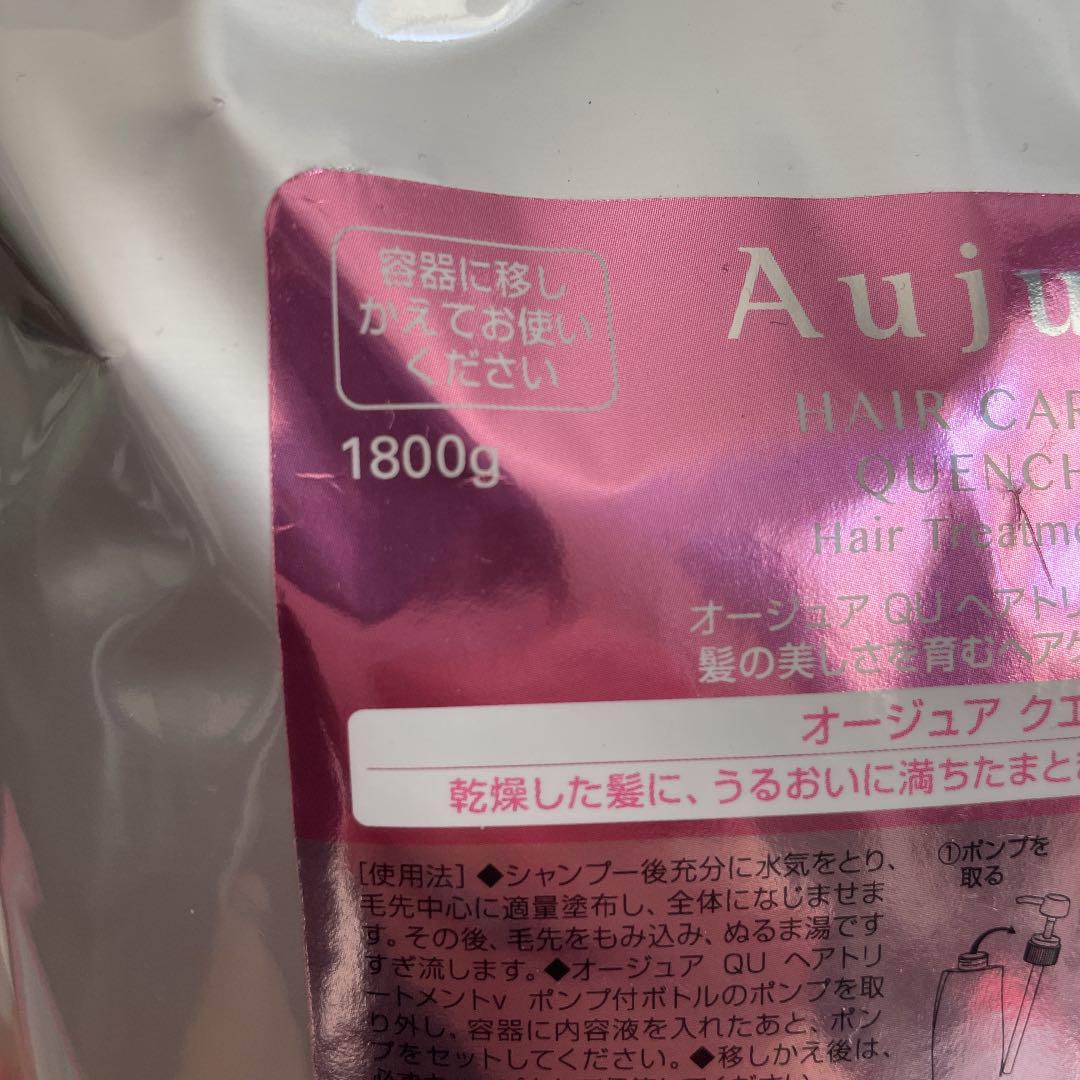 容器に移し
かえてお使い
ください
1800g
Auju
HAIR CAR
QUENCH
Hair Treatme
オージュア QU ヘアトリ
髪の美しさを育むヘアケ
オージュア クエ
乾燥した髪に、うるおいに満ちたまと
[使用法] ◆シャンプー後充分に水気をとり、
毛先中心に適量塗布し、全体になじませま
す。その後、毛先をもみ込み、ぬるま湯です
すぎ流します。◆オージュア QU ヘアトリ
ートメントv ポンプ付ボトルのポンプを取
り外し、容器に内容液を入れたあと、ポン
プをセットしてください。◆移しかえ後は、
①ポンプを
取る